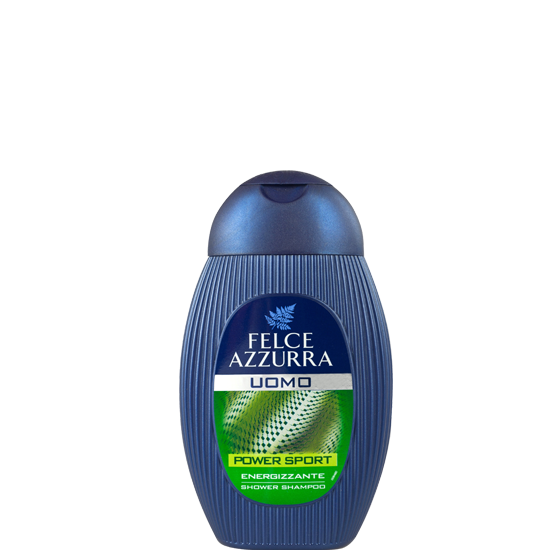 FELCE
AZZURRA
UOMO
POWER SPORT
ENERGIZZANTE
SHOWER SHAMPOO